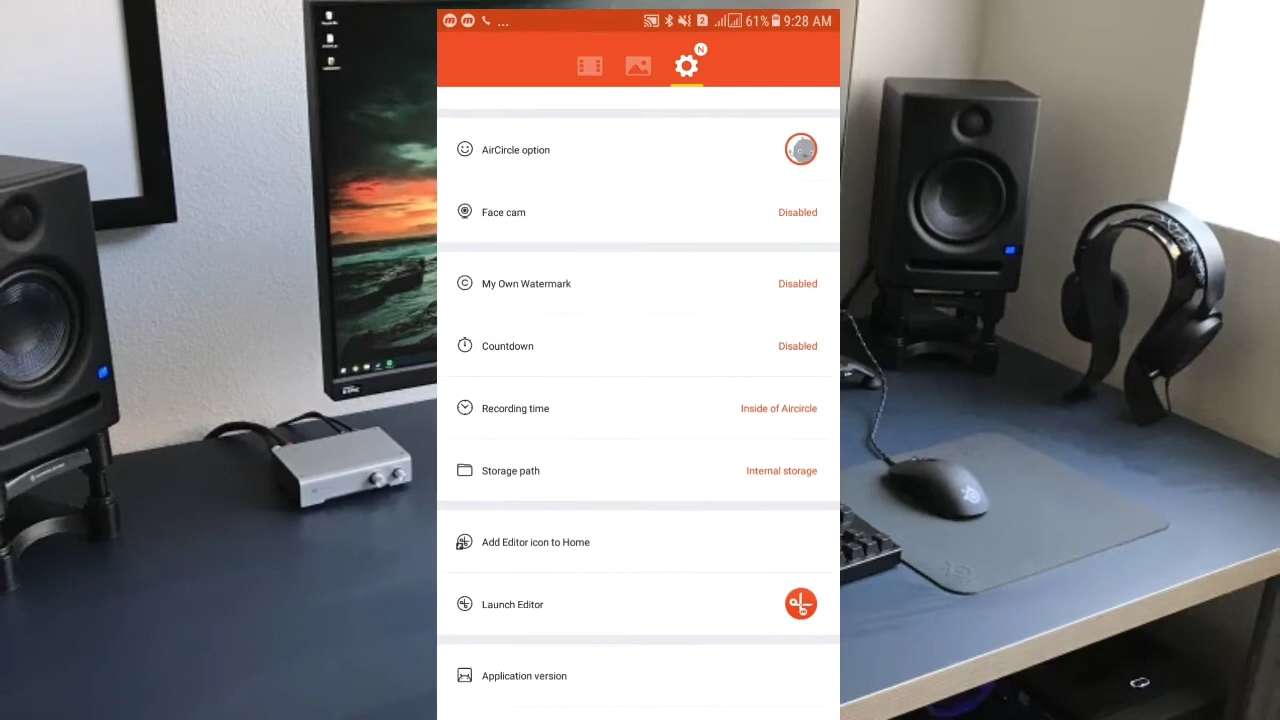 ... 2 61% 9:28 AM
N
AirCircle option
Face cam Disabled
My Own Watermark Disabled
Countdown Disabled
Recording time Inside of Aircircle
Storage path Internal storage
Add Editor icon to Home
Launch Editor
Application version